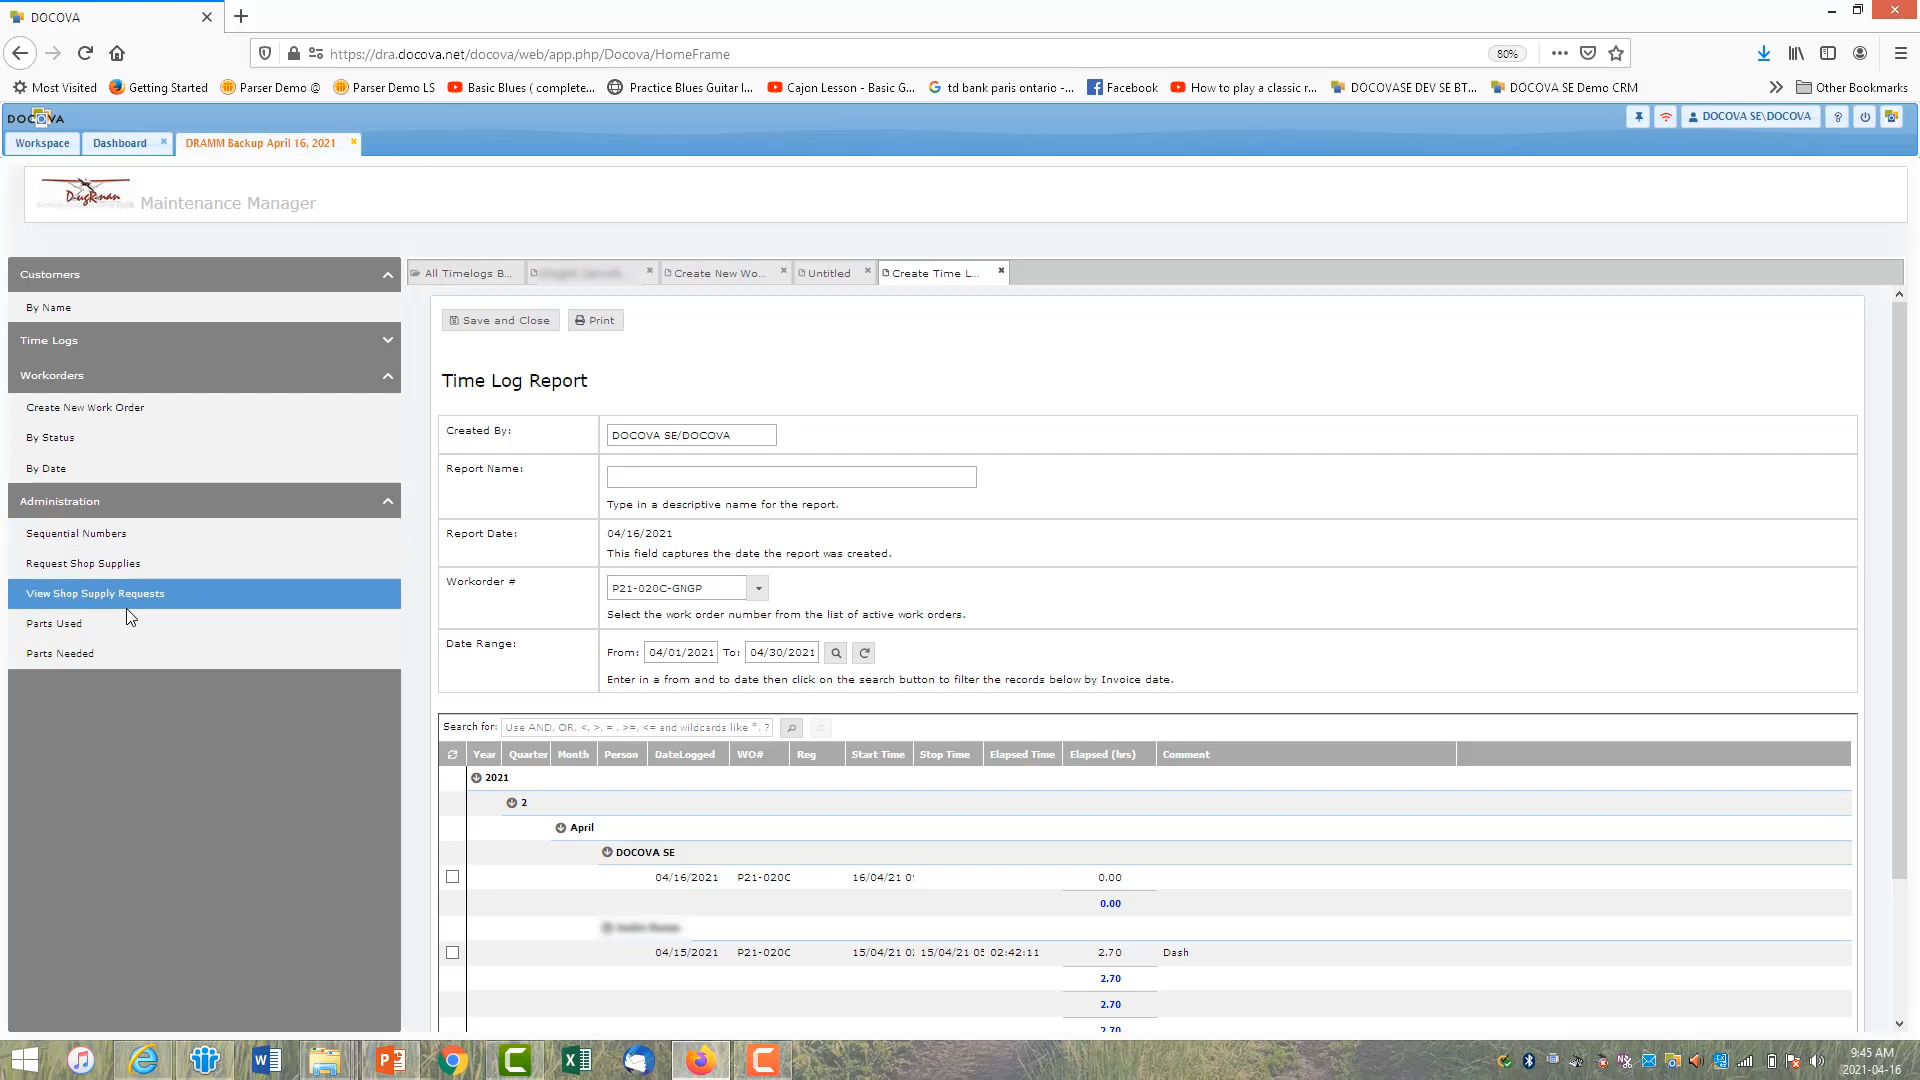 DOCOVA
https://dra.docova.net/docova/web/app.php/Docova/HomeFrame
80%
Most Visited
Getting Started
Parser Demo @
Parser Demo LS
Basic Blues ( complete...
Practice Blues Guitar l...
Cajon Lesson - Basic G...
td bank paris ontario -...
Facebook
How to play a classic r...
DOCOVASE DEV SE BT...
DOCOVA SE Demo CRM
Other Bookmarks
DOCOVA
DOCOVA SE\DOCOVA
Workspace
Dashboard
DRAMM Backup April 16, 2021
Maintenance Manager
Customers
By Name
Time Logs
Workorders
Create New Work Order
By Status
By Date
Administration
Sequential Numbers
Request Shop Supplies
View Shop Supply Requests
Parts Used
Parts Needed
All Timelogs B...
Create New Wo...
Untitled
Create Time L...
Save and Close
Print
Time Log Report
Created By:
DOCOVA SE/DOCOVA
Report Name:
Type in a descriptive name for the report.
Report Date:
04/16/2021
This field captures the date the report was created.
Workorder #
P21-020C-GNGP
Select the work order number from the list of active work orders.
Date Range:
From: 04/01/2021 To: 04/30/2021
Enter in a from and to date then click on the search button to filter the records below by Invoice date.
Search for: Use AND, OR, <, >, = , >=, <= and wildcards like *, ?
Year Quarter Month Person DateLogged WO# Reg Start Time Stop Time Elapsed Time Elapsed (hrs) Comment
2021
2
April
DOCOVA SE
04/16/2021 P21-020C 16/04/21 0 0.00
0.00
04/15/2021 P21-020C 15/04/21 0 15/04/21 05 02:42:11 2.70 Dash
2.70
2.70
2.70
9:45 AM
2021-04-16